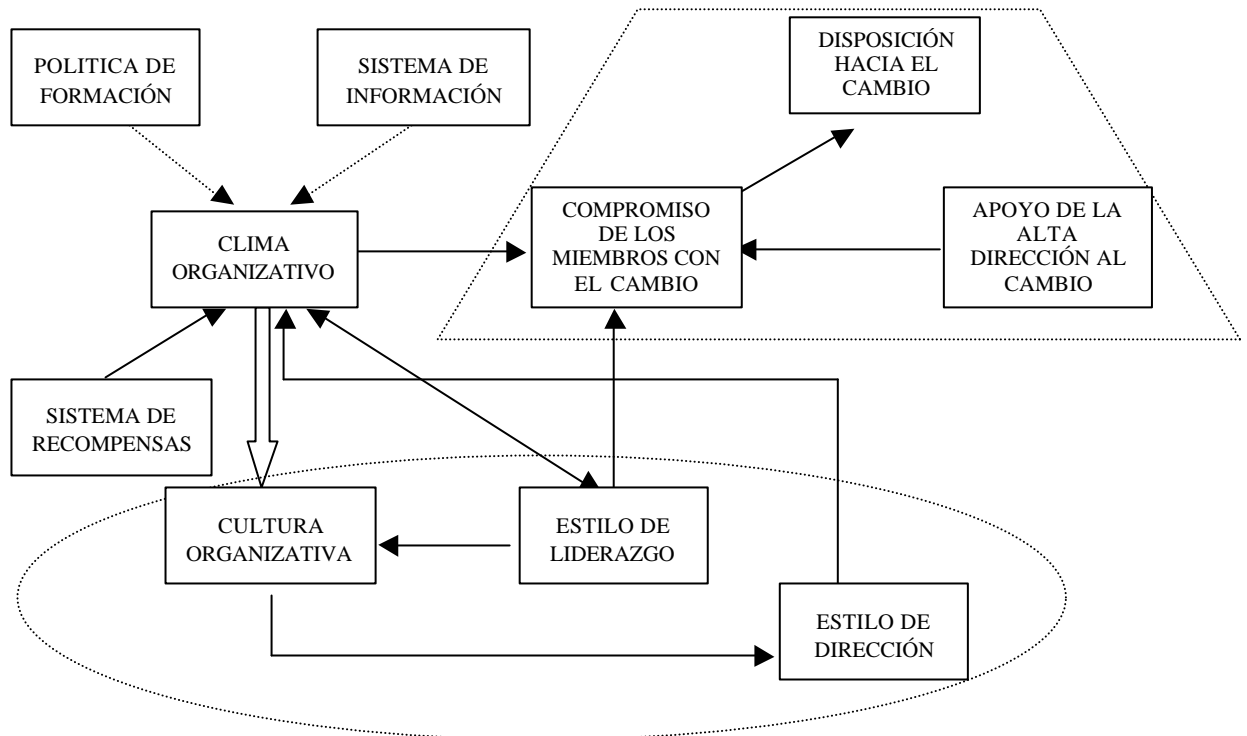 POLITICA DE
FORMACIÓN
SISTEMA DE
INFORMACIÓN
DISPOSICIÓN
HACIA EL
CAMBIO
CLIMA
ORGANIZATIVO
COMPROMISO
DE LOS
MIEMBROS CON
EL CAMBIO
APOYO DE LA
ALTA
DIRECCIÓN AL
CAMBIO
SISTEMA DE
RECOMPENSAS
CULTURA
ORGANIZATIVA
ESTILO DE
LIDERAZGO
ESTILO DE
DIRECCIÓN